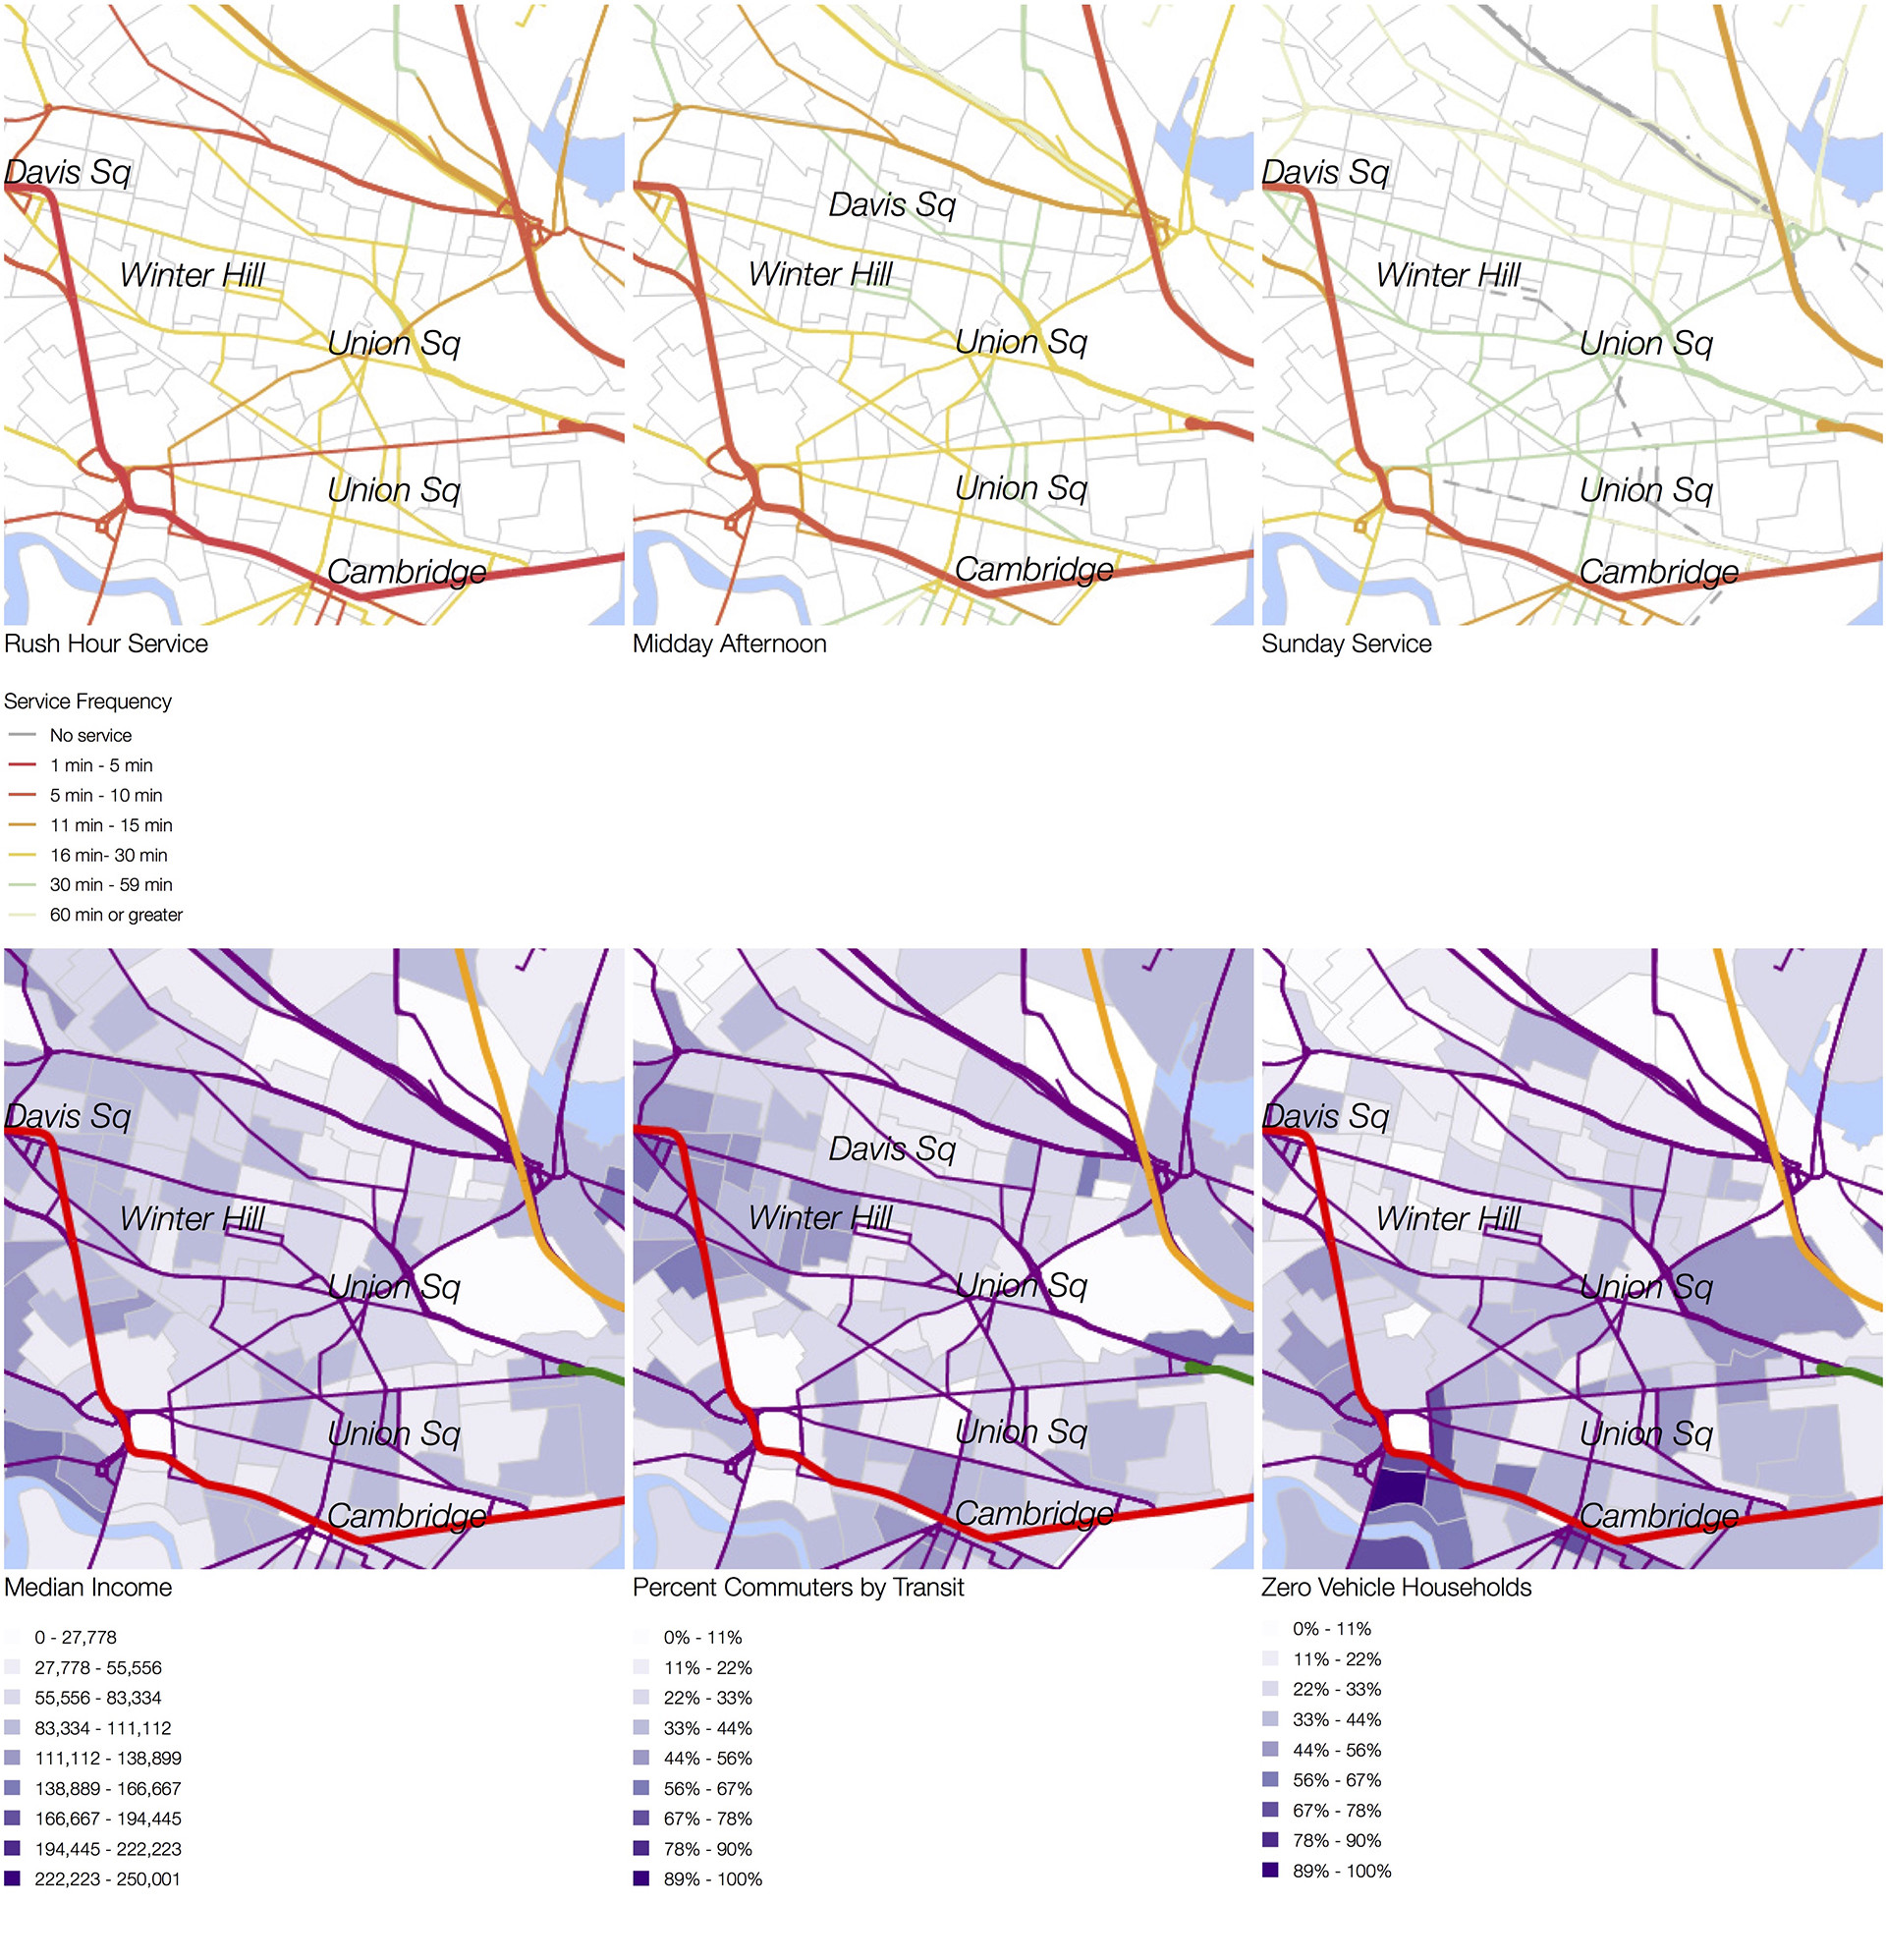 Davis Sq
Winter Hill
Union Sq
Union Sq
Cambridge
Rush Hour Service
Davis Sq
Winter Hill
Union Sq
Union Sq
Cambridge
Midday Afternoon
Davis Sq
Winter Hill
Union Sq
Union Sq
Cambridge
Sunday Service
Service Frequency
No service
1 min - 5 min
5 min - 10 min
11 min - 15 min
16 min- 30 min
30 min - 59 min
60 min or greater
Davis Sq
Winter Hill
Union Sq
Union Sq
Cambridge
Median Income
0 - 27,778
27,778 - 55,556
55,556 - 83,334
83,334 - 111,112
111,112 - 138,899
138,889 - 166,667
166,667 - 194,445
194,445 - 222,223
222,223 - 250,001
Davis Sq
Winter Hill
Union Sq
Union Sq
Cambridge
Percent Commuters by Transit
0% - 11%
11% - 22%
22% - 33%
33% - 44%
44% - 56%
56% - 67%
67% - 78%
78% - 90%
89% - 100%
Davis Sq
Winter Hill
Union Sq
Union Sq
Cambridge
Zero Vehicle Households
0% - 11%
11% - 22%
22% - 33%
33% - 44%
44% - 56%
56% - 67%
67% - 78%
78% - 90%
89% - 100%